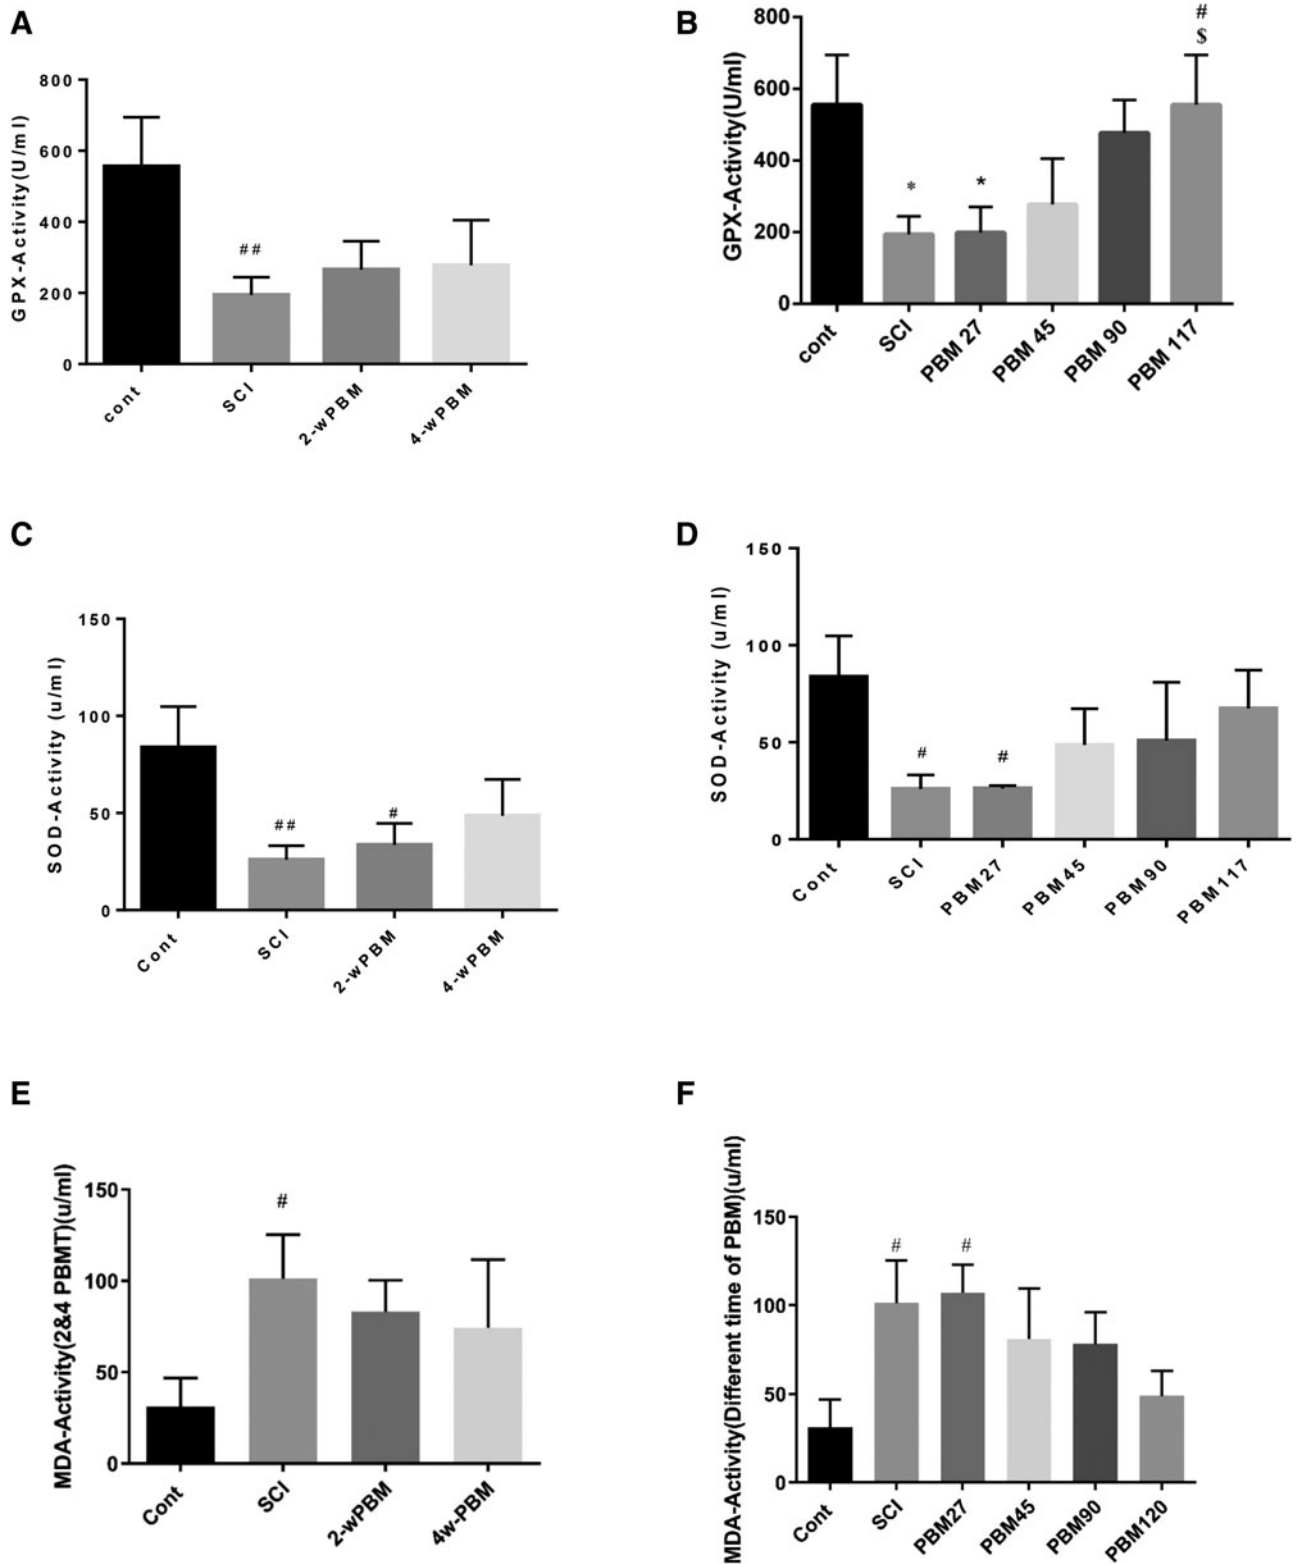 A
GPX-Activity(U/ml)
800
600
400
200
0
##
cont
SCI
2-wPBM
4-wPBM
B
GPX-Activity(U/ml)
800
600
400
200
0
*
*
#
$
cont
SCI
PBM 27
PBM 45
PBM 90
PBM 117
C
SOD-Activity (u/ml)
150
100
50
0
##
#
Cont
SCI
2-wPBM
4-wPBM
D
SOD-Activity (u/ml)
150
100
50
0
#
#
Cont
SCI
PBM27
PBM45
PBM90
PBM117
E
MDA-Activity(2&4 PBMT)(u/ml)
150
100
50
0
#
Cont
SCI
2-wPBM
4w-PBM
F
MDA-Activity(Different time of PBM)(u/ml)
150
100
50
0
#
#
Cont
SCI
PBM27
PBM45
PBM90
PBM120